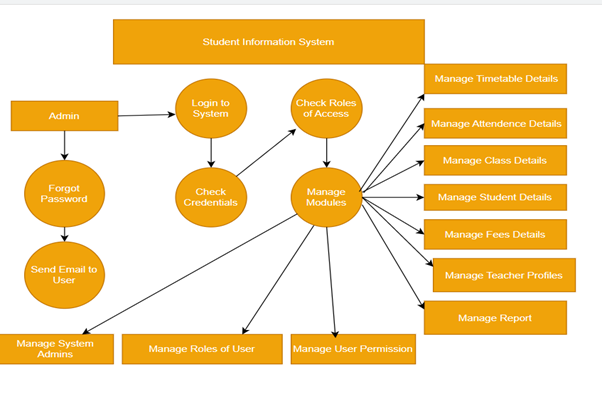 Student Information System
Manage Timetable Details
Login to
System
Check Roles
of Access
Admin
Manage Attendence Details
Manage Class Details
Forgot
Password
Check
Credentials
Manage
Modules
Manage Student Details
Manage Fees Details
Send Email to
User
Manage Teacher Profiles
Manage Report
Manage System
Admins
Manage Roles of User
Manage User Permission